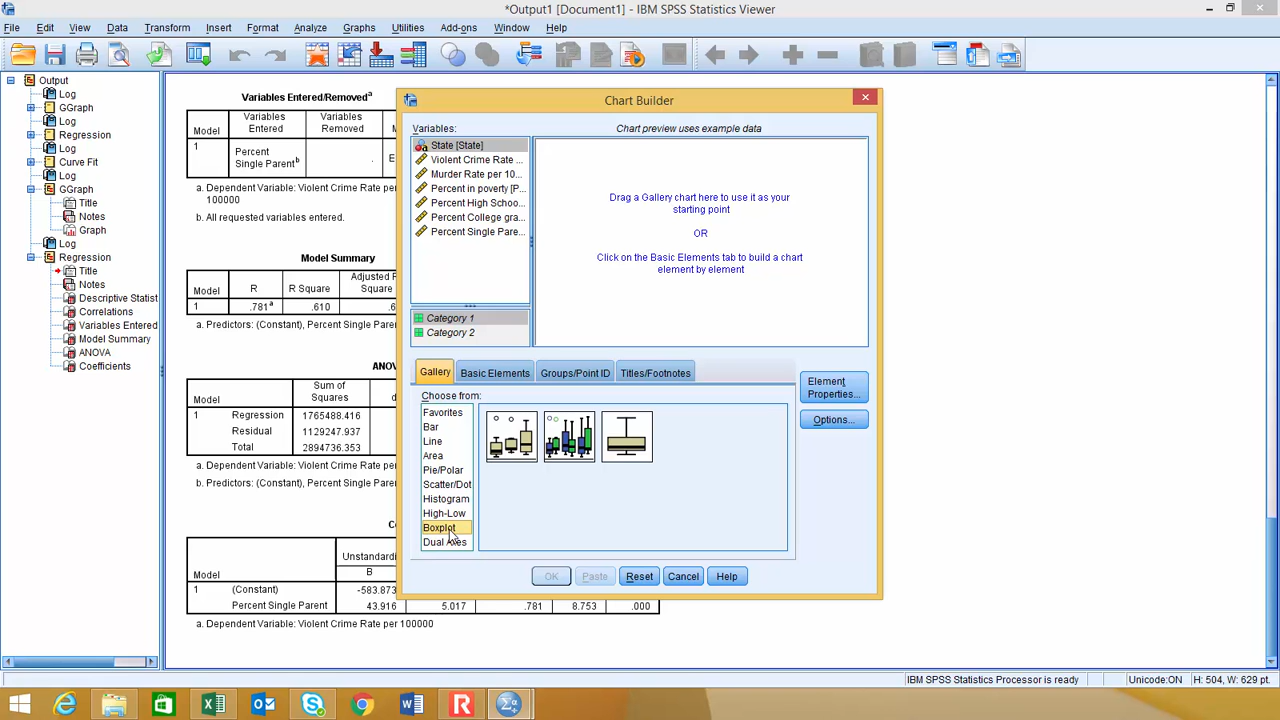 *Output1 [Document1] - IBM SPSS Statistics Viewer
File Edit View Data Transform Insert Format Analyze Graphs Utilities Add-ons Window Help
Output
Log
GGraph
Log
Regression
Log
Curve Fit
Log
GGraph
Title
Notes
Graph
Log
Regression
Title
Notes
Descriptive Statist
Correlations
Variables Entered
Model Summary
ANOVA
Coefficients
Variables Entered/Removedª
Model Variables Entered Variables Removed
1 Percent Single Parentᵇ . E
a. Dependent Variable: Violent Crime Rate per
100000
b. All requested variables entered.
Model Summary
Model R R Square Adjusted R Square
1 .781ª .610 .6
a. Predictors: (Constant), Percent Single Parent
ANO
Model Sum of Squares d
1 Regression 1765488.416
Residual 1129247.937
Total 2894736.353
a. Dependent Variable: Violent Crime Rate per
b. Predictors: (Constant), Percent Single Parent
Co
Unstandardi
Model B
1 (Constant) -583.873
Percent Single Parent 43.916 5.017 .781 8.753 .000
a. Dependent Variable: Violent Crime Rate per 100000
Chart Builder
Variables:
Chart preview uses example data
State [State]
Violent Crime Rate ...
Murder Rate per 10...
Percent in poverty [P...
Percent High Schoo...
Percent College gra...
Percent Single Pare...
Category 1
Category 2
Drag a Gallery chart here to use it as your
starting point
OR
Click on the Basic Elements tab to build a chart
element by element
Gallery Basic Elements Groups/Point ID Titles/Footnotes
Choose from:
Favorites
Bar
Line
Area
Pie/Polar
Scatter/Dot
Histogram
High-Low
Boxplot
Dual Axes
Element
Properties...
Options...
OK Paste Reset Cancel Help
IBM SPSS Statistics Processor is ready Unicode:ON H: 504, W: 629 pt.